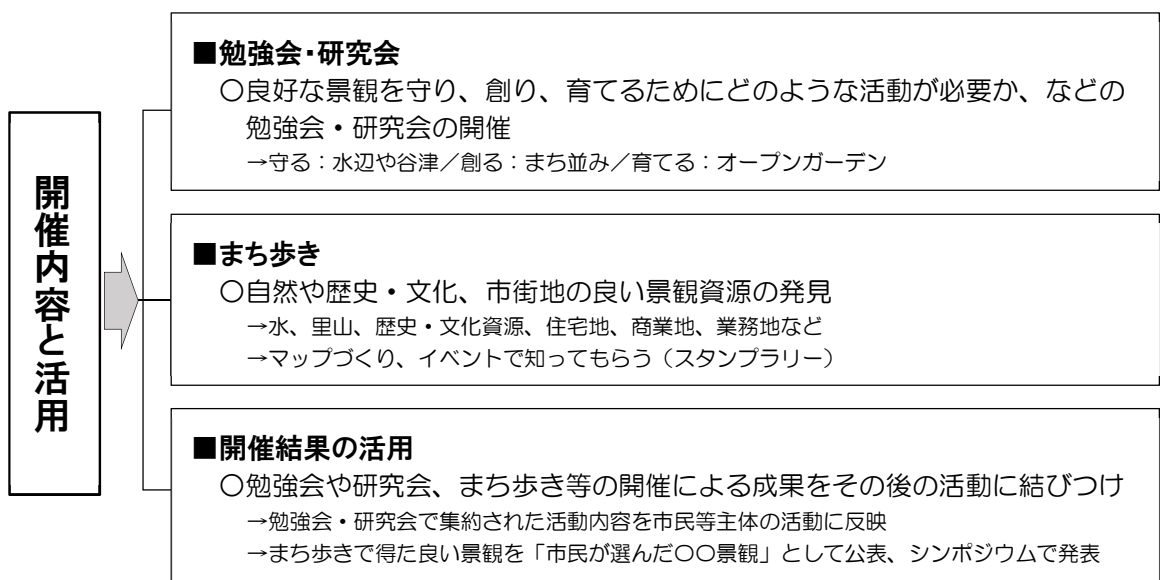 開催内容と活用
■勉強会・研究会
○良好な景観を守り、創り、育てるためにどのような活動が必要か、などの
勉強会・研究会の開催
→守る：水辺や谷津／創る：まち並み／育てる：オープンガーデン
■まち歩き
○自然や歴史・文化、市街地の良い景観資源の発見
→水、里山、歴史・文化資源、住宅地、商業地、業務地など
→マップづくり、イベントで知ってもらう（スタンプラリー）
■開催結果の活用
○勉強会や研究会、まち歩き等の開催による成果をその後の活動に結びつけ
→勉強会・研究会で集約された活動内容を市民等主体の活動に反映
→まち歩きで得た良い景観を「市民が選んだ〇〇景観」として公表、シンポジウムで発表